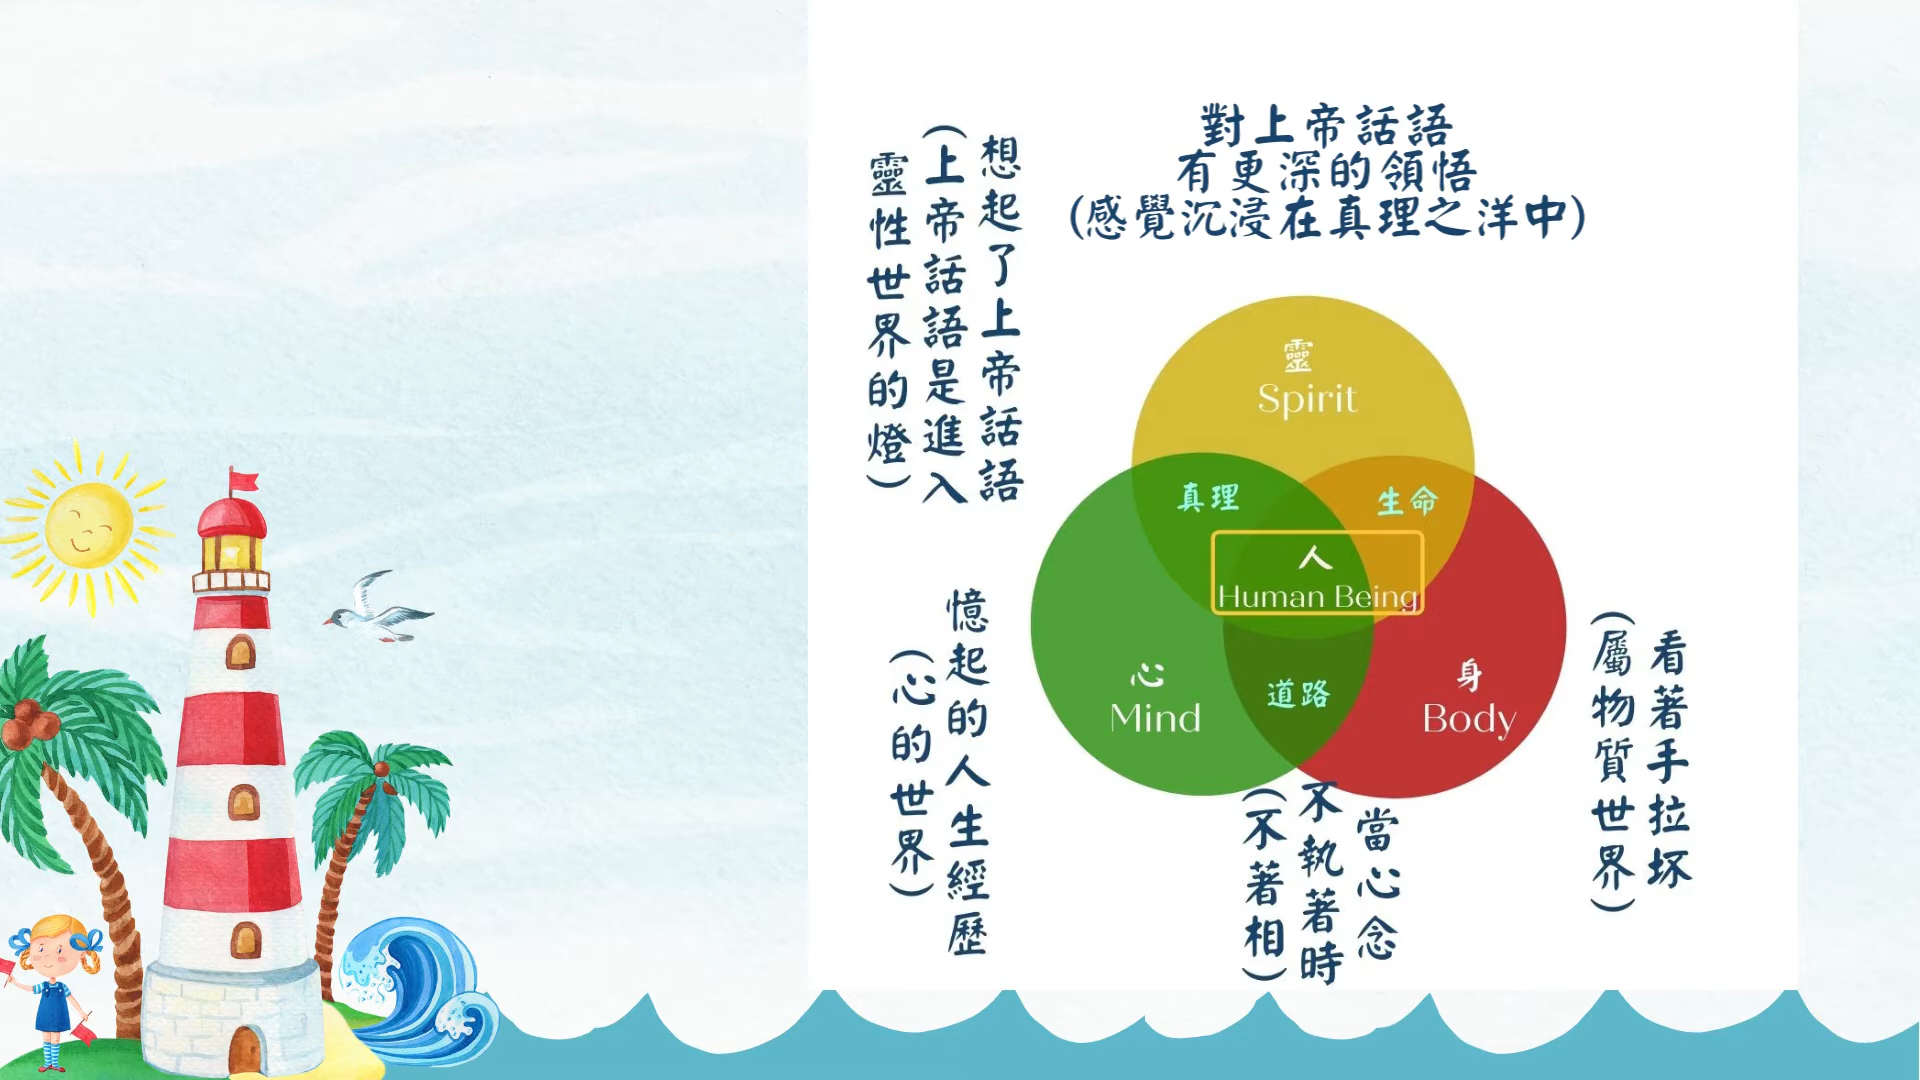 對上帝話語
有更深的領悟
(感覺沉浸在真理之洋中)
想起了上帝話語
(上帝話語是進入
靈性世界的燈)
靈
Spirit
真理
生命
人
Human Being
心
Mind
道路
身
Body
憶起的人生經歷
(心的世界)
當心念
不執著時
(不著相)
看著手拉坏
(屬物質世界)